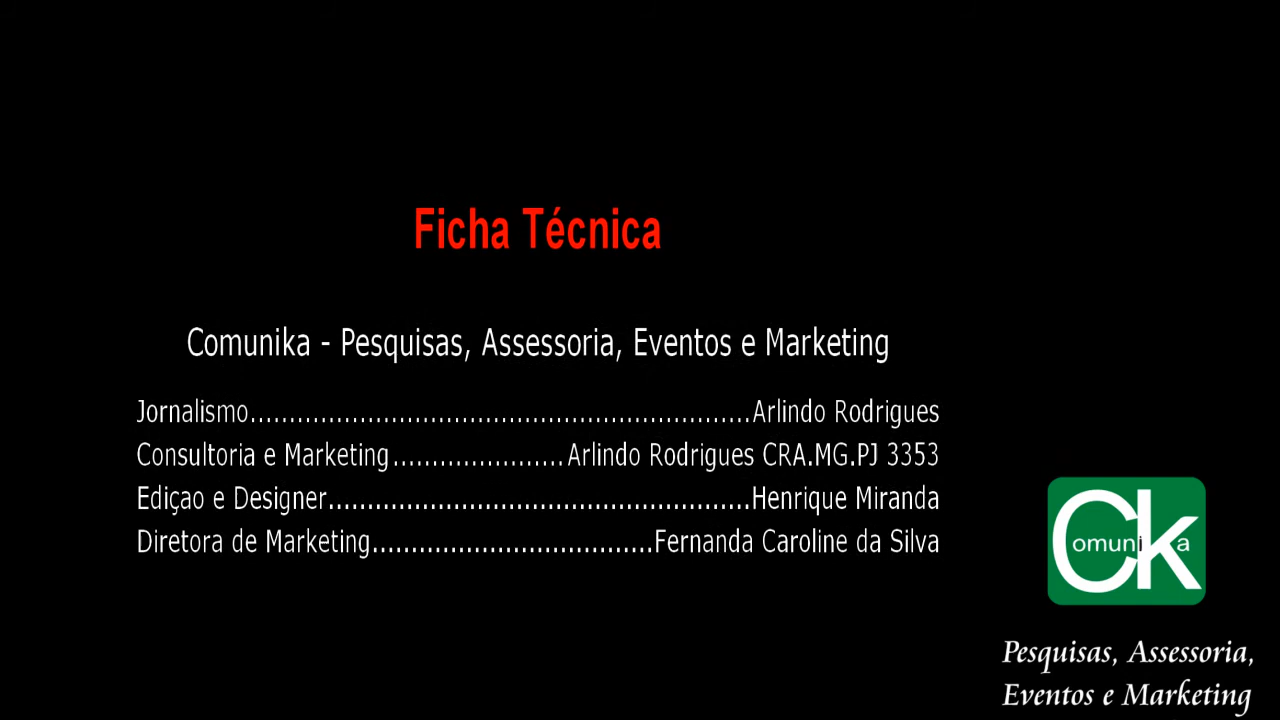 Ficha Técnica
Comunika - Pesquisas, Assessoria, Eventos e Marketing
Jornalismo................................................................Arlindo Rodrigues
Consultoria e Marketing......................Arlindo Rodrigues CRA.MG.PJ 3353
Ediçao e Designer......................................................Henrique Miranda
Diretora de Marketing....................................Fernanda Caroline da Silva
Comunika
Pesquisas, Assessoria,
Eventos e Marketing